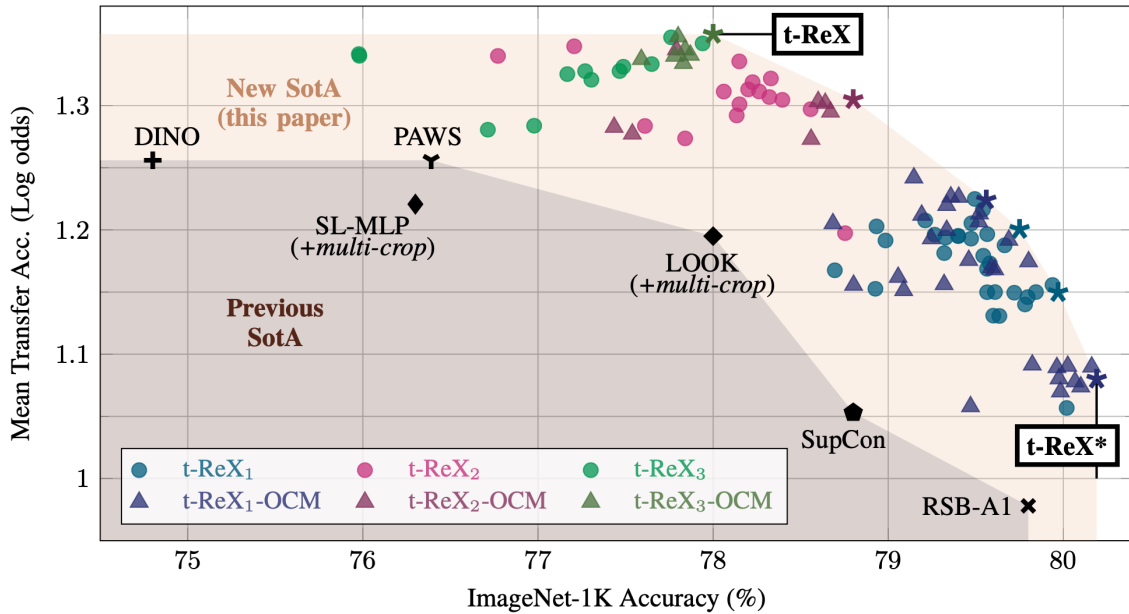 t-ReX
New SotA
(this paper)
1.3
DINO
PAWS
SL-MLP
(+multi-crop)
1.2
LOOK
(+multi-crop)
Previous
SotA
Mean Transfer Acc. (Log odds)
1.1
SupCon
t-ReX*
t-ReX₁ t-ReX₂ t-ReX₃
t-ReX₁-OCM t-ReX₂-OCM t-ReX₃-OCM
1
RSB-A1
75 76 77 78 79 80
ImageNet-1K Accuracy (%)